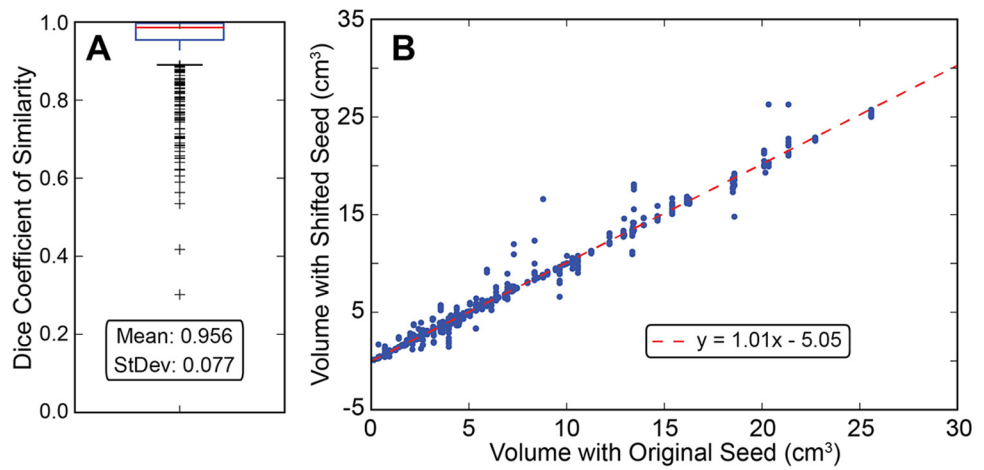 A
Dice Coefficient of Similarity
1.0
0.8
0.6
0.4
0.2
0.0
Mean: 0.956
StDev: 0.077
B
Volume with Shifted Seed (cm³)
35
25
15
5
-5
y = 1.01x - 5.05
0 5 10 15 20 25 30
Volume with Original Seed (cm³)